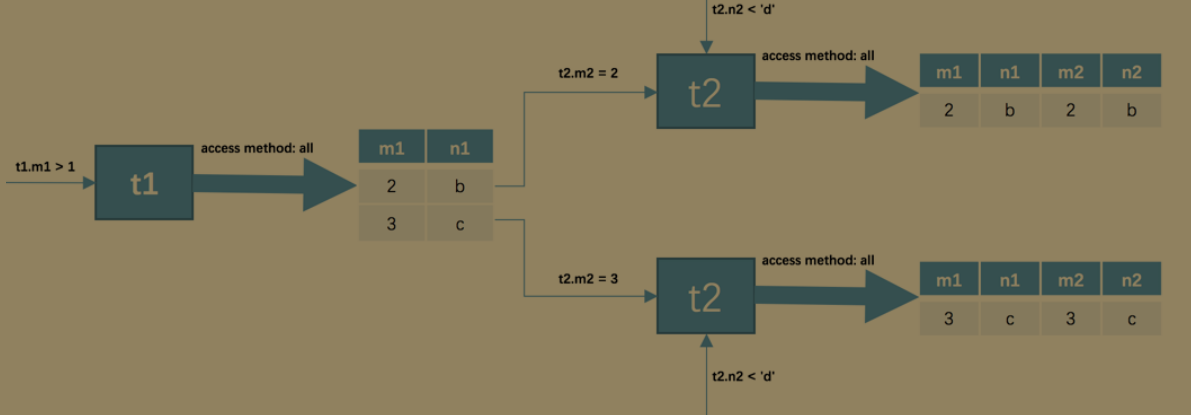 t2.n2 < 'd'
t1.m1 > 1
t1
access method: all
m1 n1
2 b
3 c
t2.m2 = 2
t2
access method: all
m1 n1 m2 n2
2 b 2 b
t2.m2 = 3
t2
access method: all
m1 n1 m2 n2
3 c 3 c
t2.n2 < 'd'